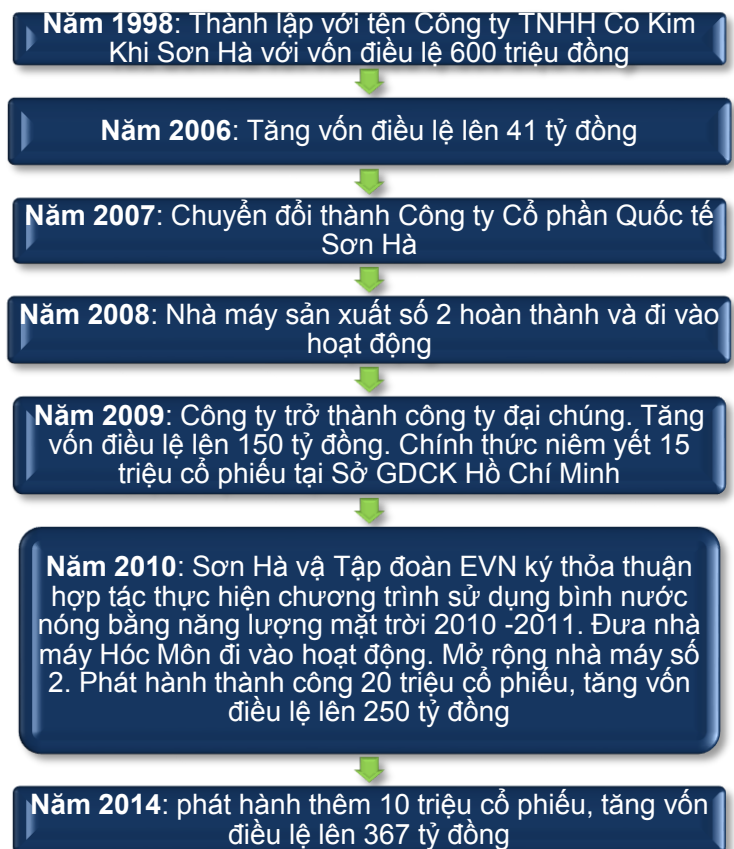 Năm 1998: Thành lập với tên Công ty TNHH Co Kim
Khi Sơn Hà với vốn điều lệ 600 triệu đồng
Năm 2006: Tăng vốn điều lệ lên 41 tỷ đồng
Năm 2007: Chuyển đổi thành Công ty Cổ phần Quốc tế
Sơn Hà
Năm 2008: Nhà máy sản xuất số 2 hoàn thành và đi vào
hoạt động
Năm 2009: Công ty trở thành công ty đại chúng. Tăng
vốn điều lệ lên 150 tỷ đồng. Chính thức niêm yết 15
triệu cổ phiếu tại Sở GDCK Hồ Chí Minh
Năm 2010: Sơn Hà vậ Tập đoàn EVN ký thỏa thuận
hợp tác thực hiện chương trình sử dụng bình nước
nóng bằng năng lượng mặt trời 2010 -2011. Đưa nhà
máy Hóc Môn đi vào hoạt động. Mở rộng nhà máy số
2. Phát hành thành công 20 triệu cổ phiếu, tăng vốn
điều lệ lên 250 tỷ đồng
Năm 2014: phát hành thêm 10 triệu cổ phiếu, tăng vốn
điều lệ lên 367 tỷ đồng